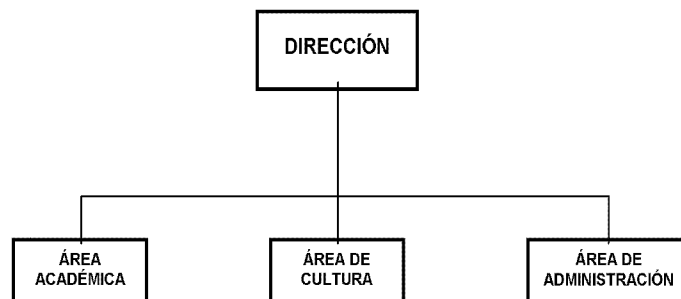 DIRECCIÓN
ÁREA
ACADÉMICA
ÁREA DE
CULTURA
ÁREA DE
ADMINISTRACIÓN